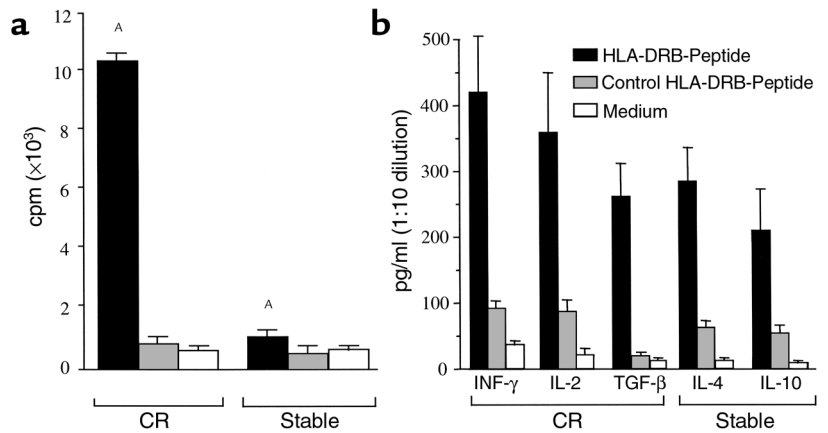 a
cpm (×10³)
12
10
8
6
4
2
0
A
A
CR
Stable
b
pg/ml (1:10 dilution)
500
400
300
200
100
0
HLA-DRB-Peptide
Control HLA-DRB-Peptide
Medium
INF-γ IL-2 TGF-β IL-4 IL-10
CR Stable